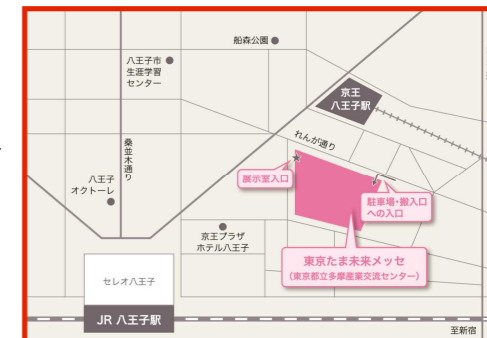 船森公園
八王子市
生涯学習
センター
京王
八王子駅
桑並木通り
れんが通り
展示室入口
八王子
オクトーレ
駐車場・搬入口
への入口
京王プラザ
ホテル八王子
東京たま未来メッセ
（東京都立多摩産業交流センター）
セレオ八王子
JR 八王子駅
至新宿